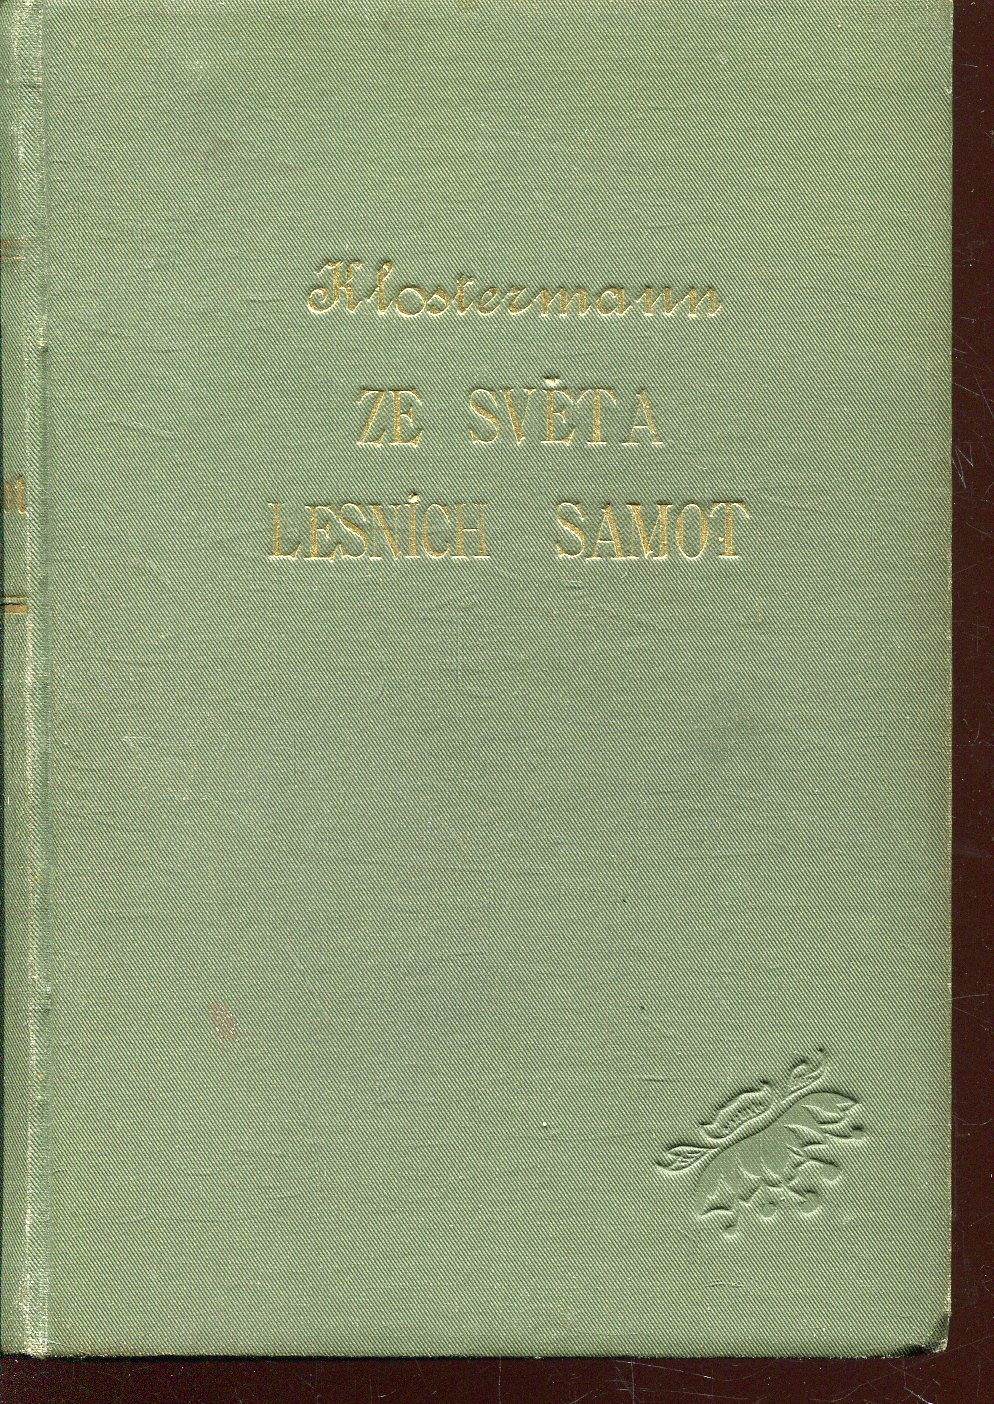 Klostermann
ZE SVĚTA
LESNÍCH SAMOT